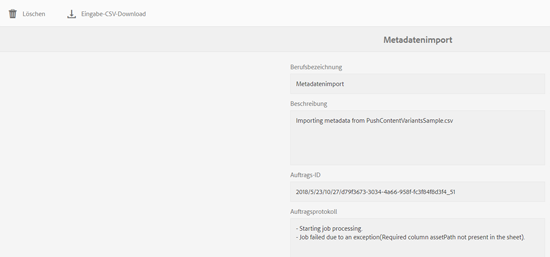 Löschen Eingabe-CSV-Download
Metadatenimport
Berufsbezeichnung
Metadatenimport
Beschreibung
Importing metadata from PushContentVariantsSample.csv
Auftrags-ID
2018/5/23/10/27/d79f3673-3034-4a66-958f-fc3f84f8d3f4_51
Auftragsprotokoll
- Starting job processing.
- Job failed due to an exception(Required column assetPath not present in the sheet).